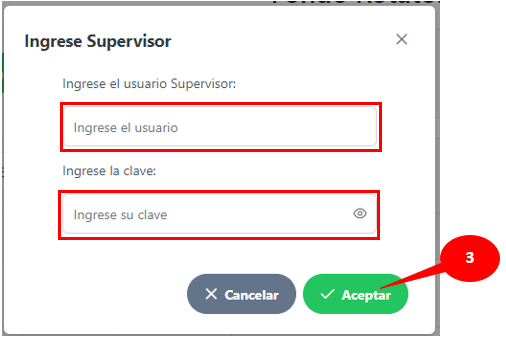 Ingrese Supervisor
Ingrese el usuario Supervisor:
Ingrese el usuario
Ingrese la clave:
Ingrese su clave
3
Cancelar
Aceptar